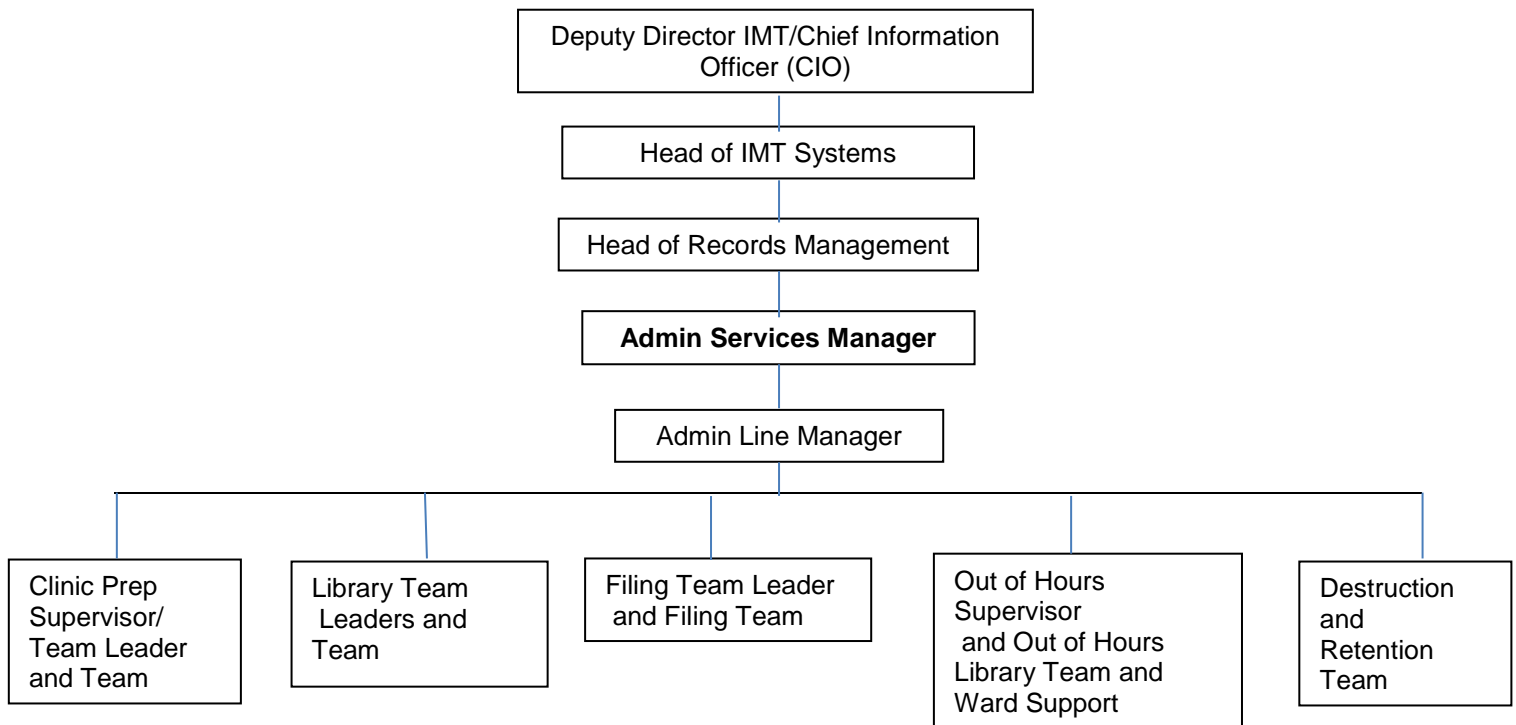 Deputy Director IMT/Chief Information
Officer (CIO)
Head of IMT Systems
Head of Records Management
Admin Services Manager
Admin Line Manager
Clinic Prep
Supervisor/
Team Leader
and Team
Library Team
Leaders and
Team
Filing Team Leader
and Filing Team
Out of Hours
Supervisor
and Out of Hours
Library Team and
Ward Support
Destruction
and
Retention
Team